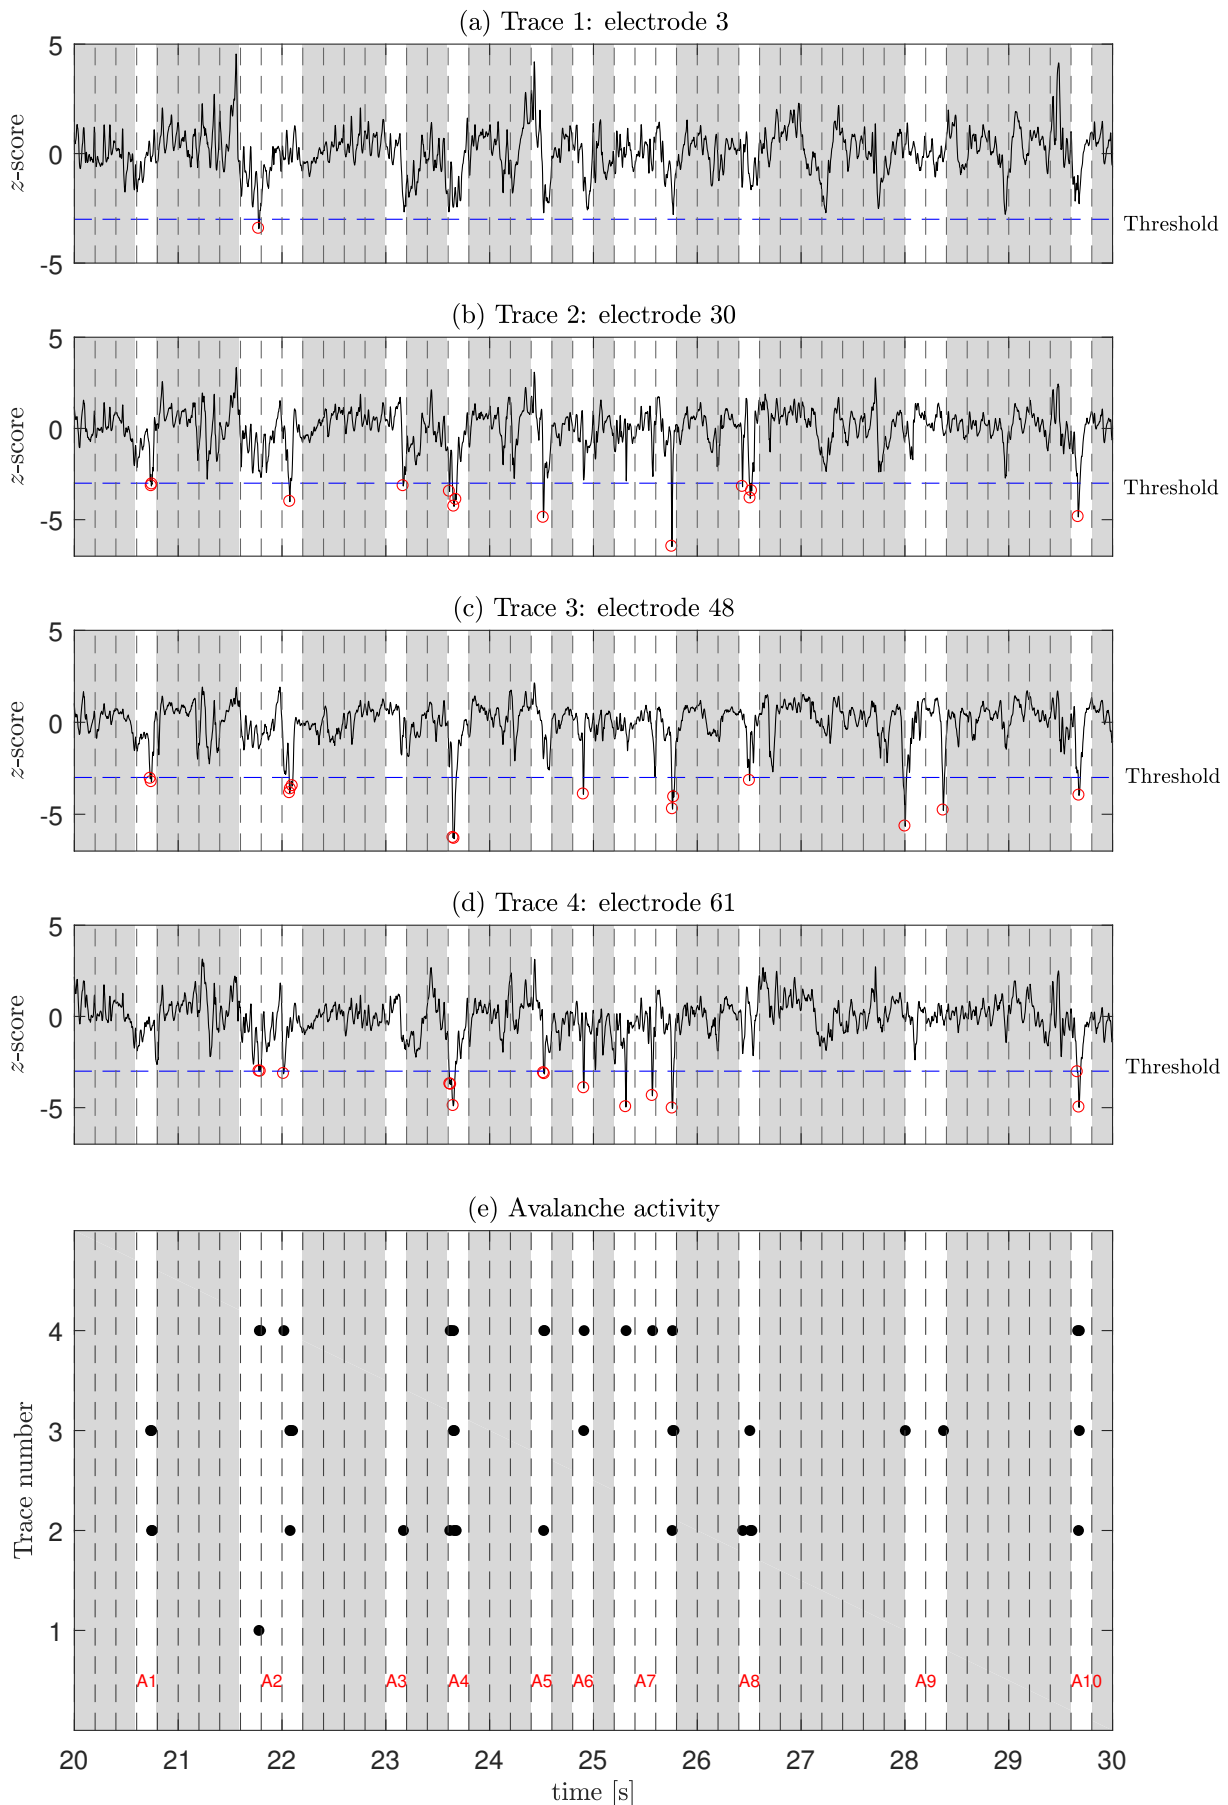 (a) Trace 1: electrode 3
5
0
-5
z-score
Threshold
(b) Trace 2: electrode 30
5
0
-5
z-score
Threshold
(c) Trace 3: electrode 48
5
0
-5
z-score
Threshold
(d) Trace 4: electrode 61
5
0
-5
z-score
Threshold
(e) Avalanche activity
4
3
2
1
Trace number
A1 A2 A3 A4 A5 A6 A7 A8 A9 A10
20 21 22 23 24 25 26 27 28 29 30
time [s]